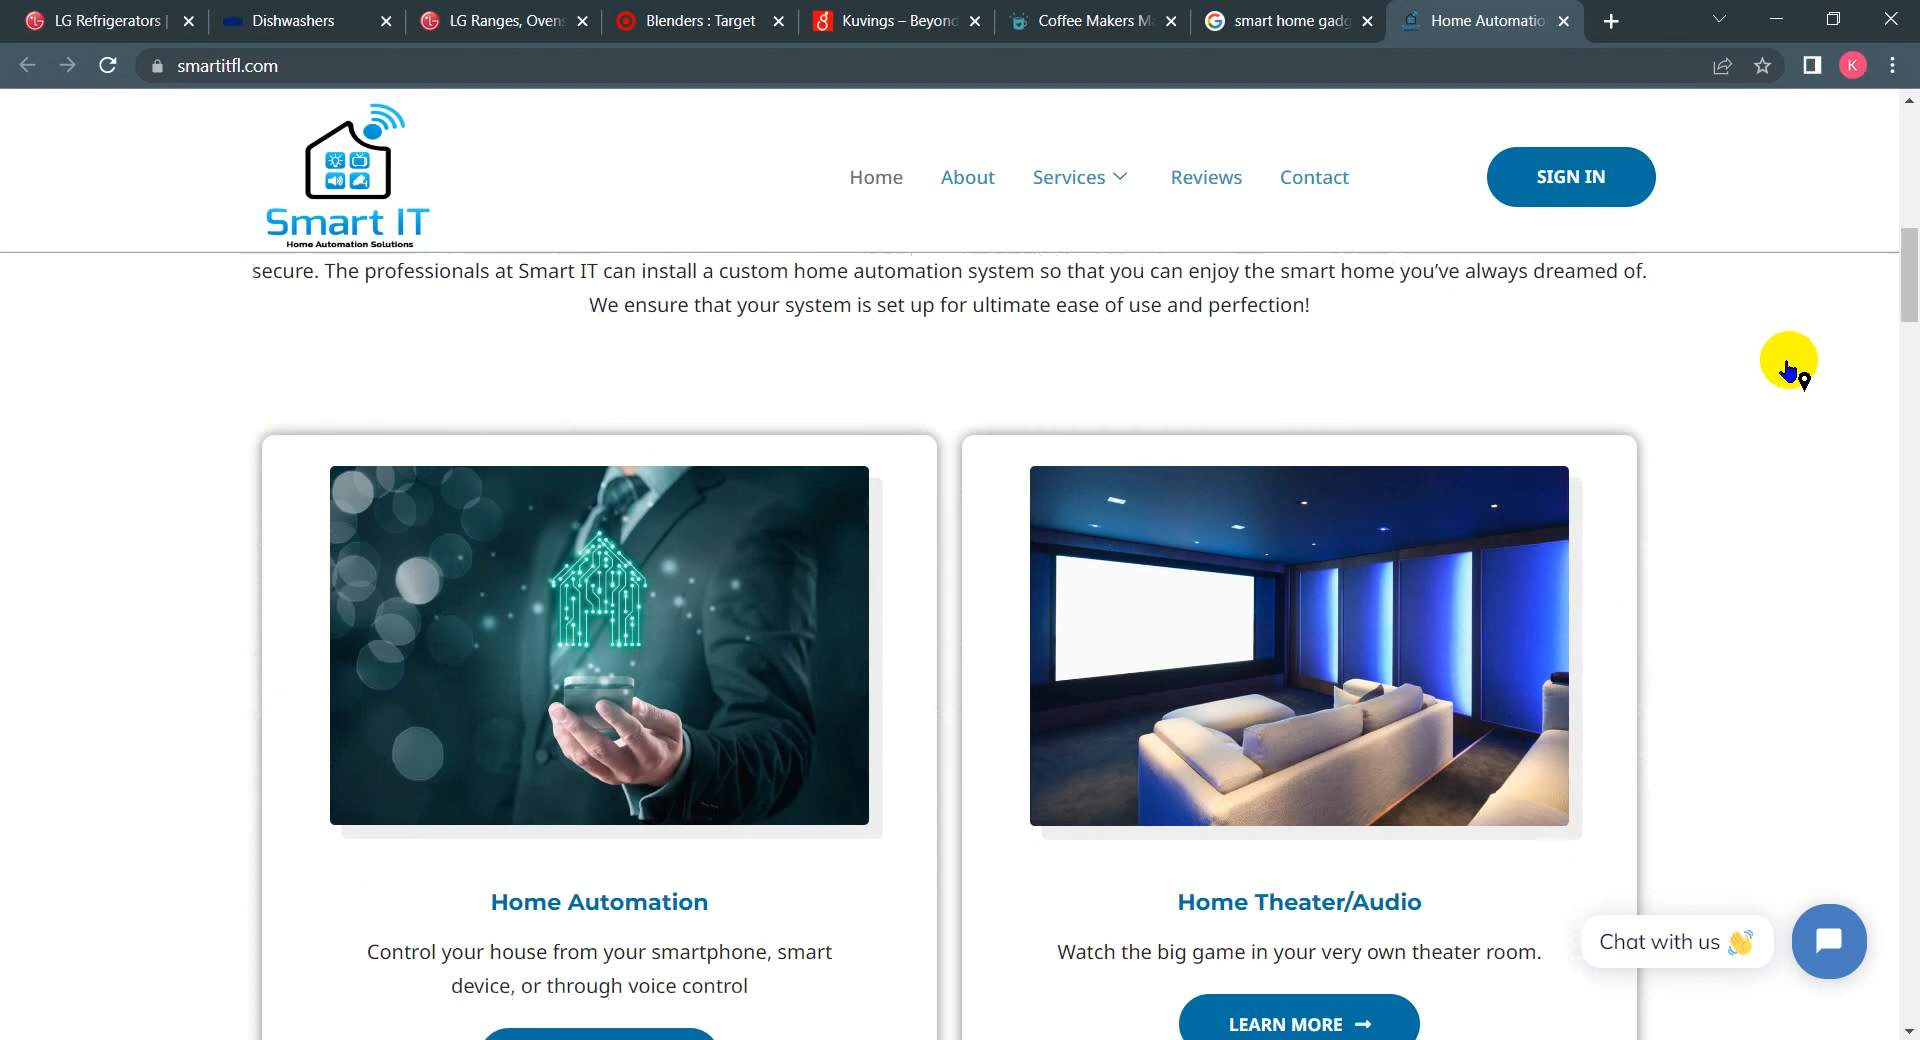 LG Refrigerators |
Dishwashers
LG Ranges, Ovens
Blenders : Target
Kuvings – Beyond
Coffee Makers M
smart home gadg
Home Automatio
smartitfl.com
K
Smart IT
Home Automation Solutions
Home
About
Services
Reviews
Contact
SIGN IN
secure. The professionals at Smart IT can install a custom home automation system so that you can enjoy the smart home you’ve always dreamed of.
We ensure that your system is set up for ultimate ease of use and perfection!
Home Automation
Control your house from your smartphone, smart
device, or through voice control
Home Theater/Audio
Watch the big game in your very own theater room.
LEARN MORE
Chat with us 👋